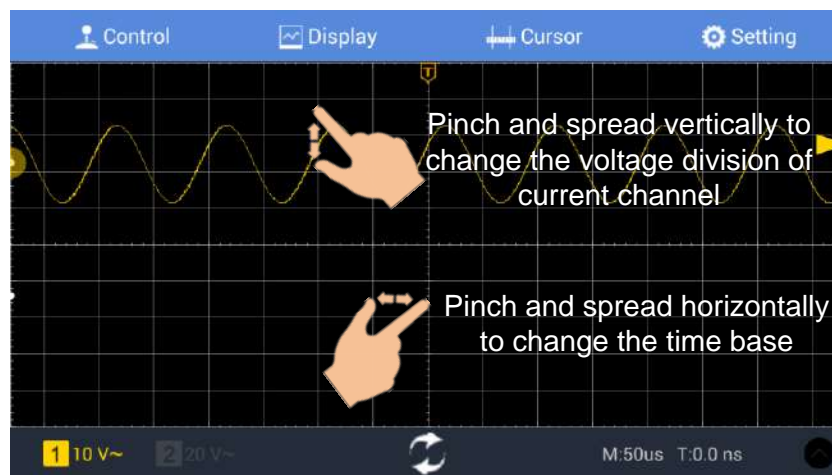 Control Display Cursor Setting
T
Pinch and spread vertically to
change the voltage division of
current channel
Pinch and spread horizontally
to change the time base
1 10 V~ 2 20 V~ M:50us T:0.0 ns